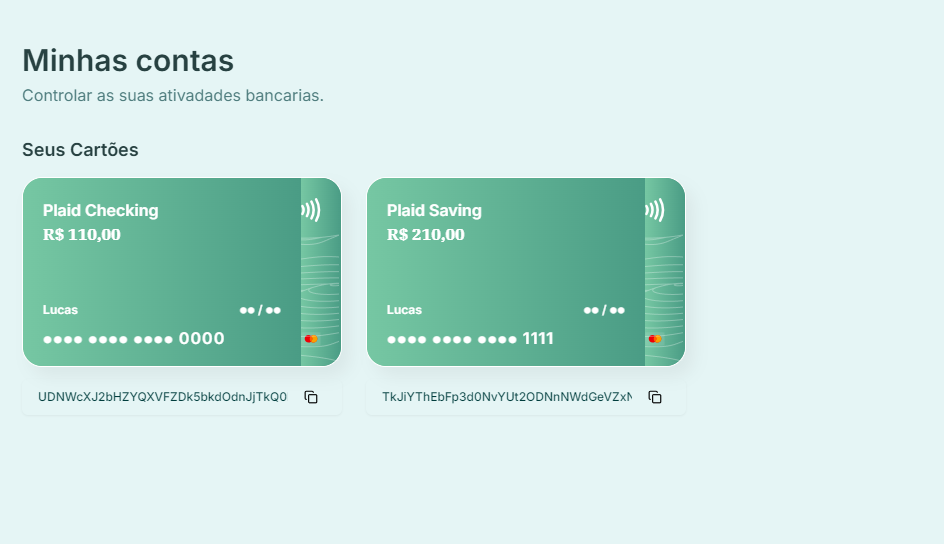 Minhas contas
Controlar as suas ativadades bancarias.
Seus Cartões
Plaid Checking
R$ 110,00
Lucas
●● / ●●
●●●● ●●●● ●●●● 0000
UDNWcXJ2bHZYQXVFZDk5bkdOdnJjTkQ0
Plaid Saving
R$ 210,00
Lucas
●● / ●●
●●●● ●●●● ●●●● 1111
TkJiYThEbFp3d0NvYUt2ODNnNWdGeVZx